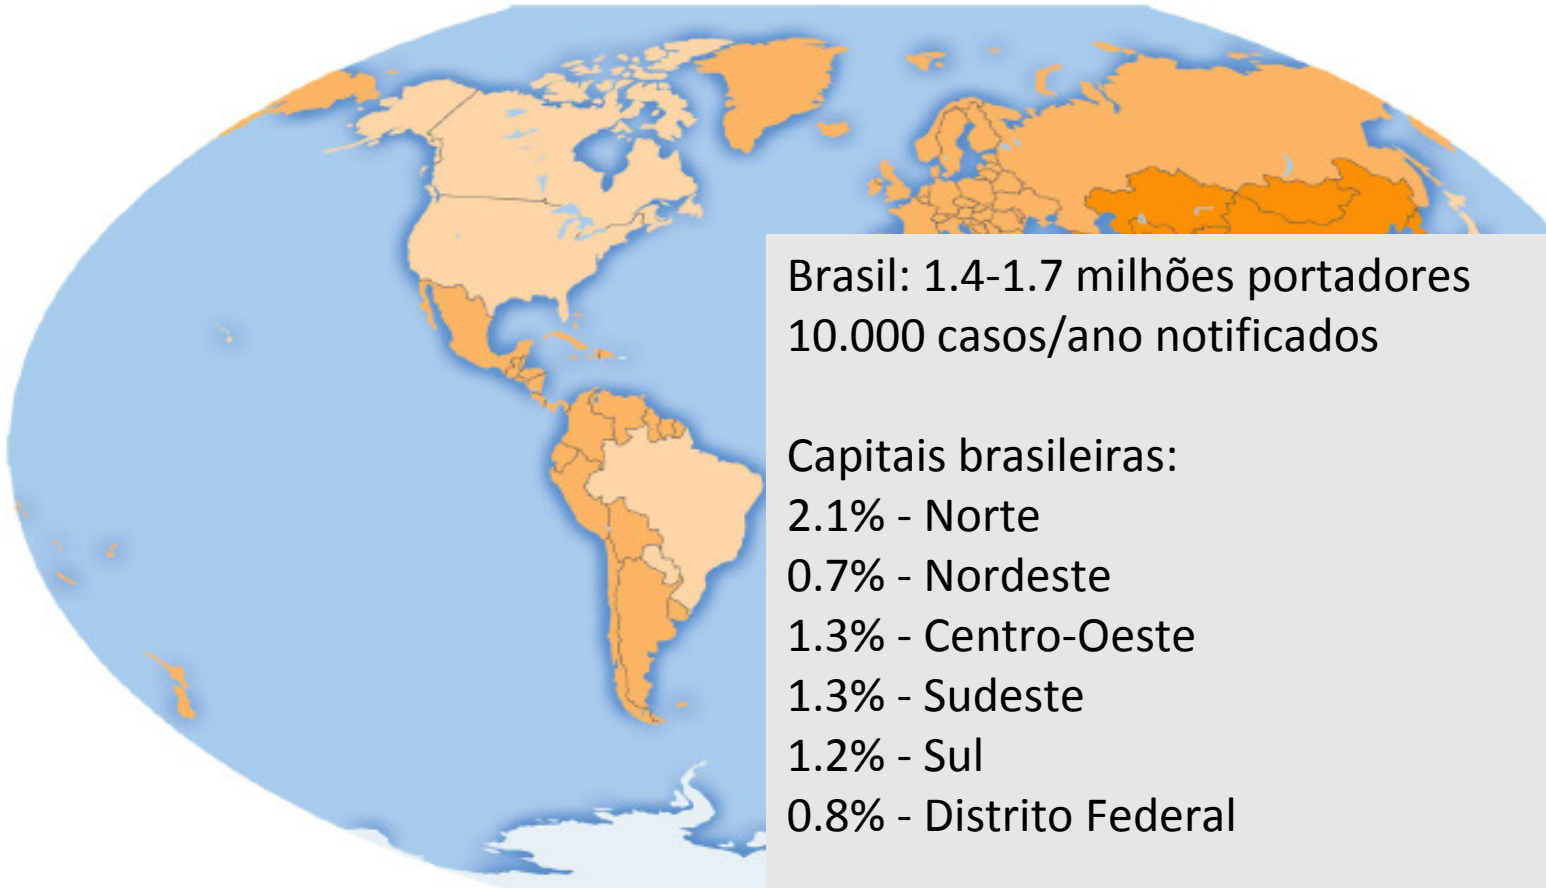 Brasil: 1.4-1.7 milhões portadores
10.000 casos/ano notificados
Capitais brasileiras:
2.1% - Norte
0.7% - Nordeste
1.3% - Centro-Oeste
1.3% - Sudeste
1.2% - Sul
0.8% - Distrito Federal